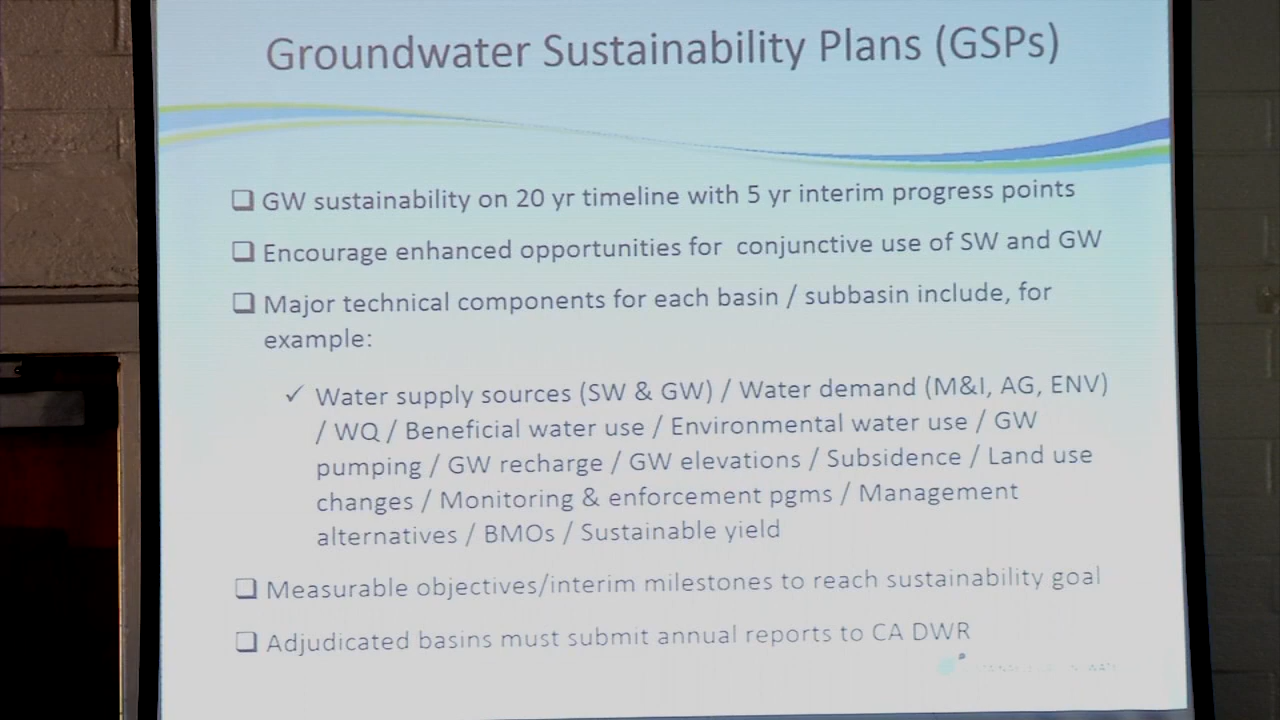 Groundwater Sustainability Plans (GSPs)
GW sustainability on 20 yr timeline with 5 yr interim progress points
Encourage enhanced opportunities for conjunctive use of SW and GW
Major technical components for each basin / subbasin include, for
example:
✓ Water supply sources (SW & GW) / Water demand (M&I, AG, ENV)
/ WQ / Beneficial water use / Environmental water use / GW
pumping / GW recharge / GW elevations / Subsidence / Land use
changes / Monitoring & enforcement pgms / Management
alternatives / BMOs / Sustainable yield
Measurable objectives/interim milestones to reach sustainability goal
Adjudicated basins must submit annual reports to CA DWR